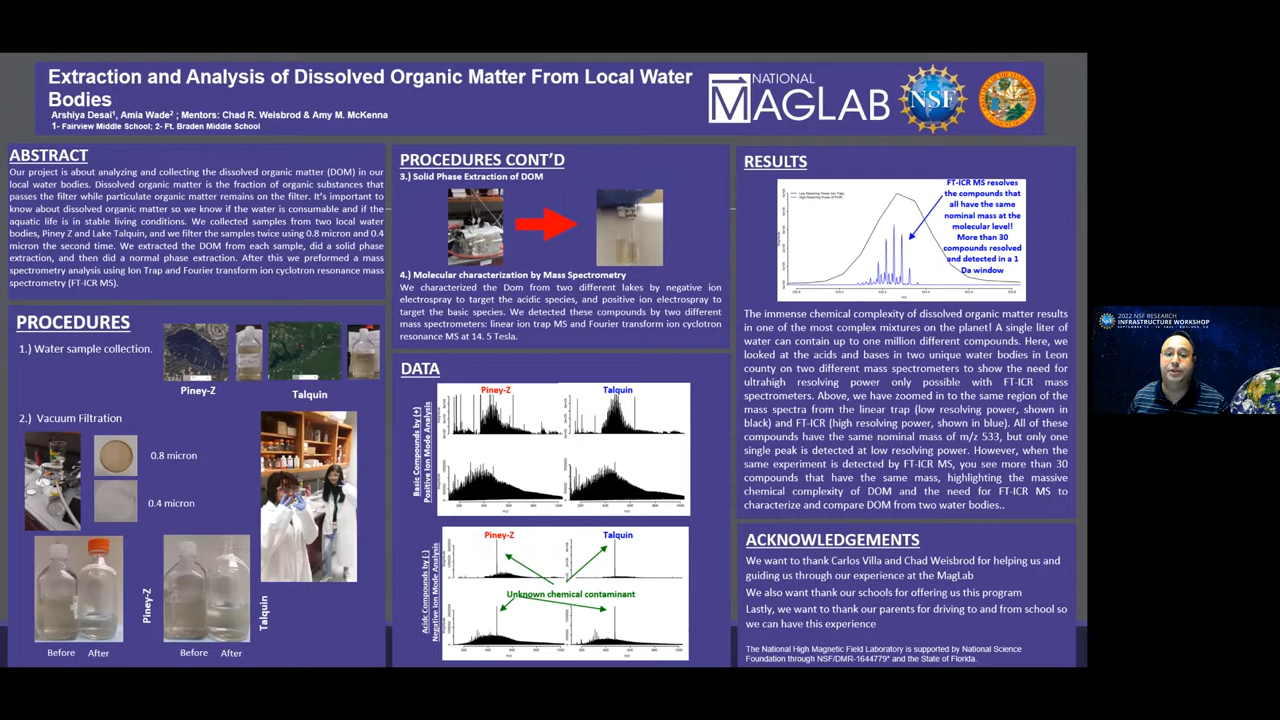 Extraction and Analysis of Dissolved Organic Matter From Local Water
Bodies
Arshiya Desai1, Amia Wade2 ; Mentors: Chad R. Weisbrod & Amy M. McKenna
1- Fairview Middle School; 2- Ft. Braden Middle School
NATIONAL
MAGLAB
NSF
ABSTRACT
Our project is about analyzing and collecting the dissolved organic matter (DOM) in our
local water bodies. Dissolved organic matter is the fraction of organic substances that
passes the filter while particulate organic matter remains on the filter. It's important to
know about dissolved organic matter so we know if the water is consumable and if the
aquatic life is in stable living conditions. We collected samples from two local water
bodies, Piney Z and Lake Talquin, and we filter the samples twice using 0.8 micron and 0.4
micron the second time. We extracted the DOM from each sample, did a solid phase
extraction, and then did a normal phase extraction. After this we preformed a mass
spectrometry analysis using Ion Trap and Fourier transform ion cyclotron resonance mass
spectrometry (FT-ICR MS).
PROCEDURES
1.) Water sample collection.
Piney-Z
Talquin
2.) Vacuum Filtration
0.8 micron
0.4 micron
Piney-Z
Talquin
Before
After
Before
After
PROCEDURES CONT'D
3.) Solid Phase Extraction of DOM
4.) Molecular characterization by Mass Spectrometry
We characterized the Dom from two different lakes by negative ion
electrospray to target the acidic species, and positive ion electrospray to
target the basic species. We detected these compounds by two different
mass spectrometers: linear ion trap MS and Fourier transform ion cyclotron
resonance MS at 14. 5 Tesla.
DATA
Basic Compounds by (+)
Positive Ion Mode Analysis
Piney-Z
Talquin
Acidc Compounds by (-)
Negative Ion Mode Analysis
Piney-Z
Talquin
Unknown chemical contaminant
RESULTS
FT-ICR MS resolves
the compounds that
all have the same
nominal mass at the
molecular level!
More than 30
compounds resolved
and detected in a 1
Da window
The immense chemical complexity of dissolved organic matter results
in one of the most complex mixtures on the planet! A single liter of
water can contain up to one million different compounds. Here, we
looked at the acids and bases in two unique water bodies in Leon
county on two different mass spectrometers to show the need for
ultrahigh resolving power only possible with FT-ICR mass
spectrometers. Above, we have zoomed in to the same region of the
mass spectra from the linear trap (low resolving power, shown in
black) and FT-ICR (high resolving power, shown in blue). All of these
compounds have the same nominal mass of m/z 533, but only one
single peak is detected at low resolving power. However, when the
same experiment is detected by FT-ICR MS, you see more than 30
compounds that have the same mass, highlighting the massive
chemical complexity of DOM and the need for FT-ICR MS to
characterize and compare DOM from two water bodies..
ACKNOWLEDGEMENTS
We want to thank Carlos Villa and Chad Weisbrod for helping us and
guiding us through our experience at the MagLab
We also want thank our schools for offering us this program
Lastly, we want to thank our parents for driving to and from school so
we can have this experience
The National High Magnetic Field Laboratory is supported by National Science
Foundation through NSF/DMR-1644779* and the State of Florida.
2022 NSF RESEARCH
INFRASTRUCTURE WORKSHOP